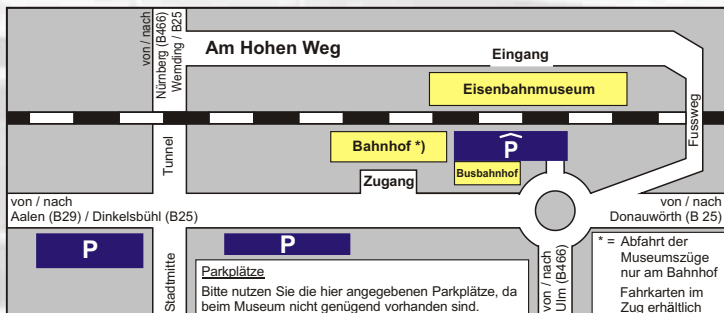 von / nach
Nürnberg (B466)
Wemding / B25
Am Hohen Weg
Eingang
Eisenbahnmuseum
Fussweg
Tunnel
Bahnhof *)
P
Busbahnhof
Zugang
von / nach
Aalen (B29) / Dinkelsbühl (B25)
von / nach
Donauwörth (B 25)
P
Stadtmitte
P
Parkplätze
Bitte nutzen Sie die hier angegebenen Parkplätze, da
beim Museum nicht genügend vorhanden sind.
von / nach
Ulm (B466)
* = Abfahrt der
Museumszüge
nur am Bahnhof
Fahrkarten im
Zug erhältlich